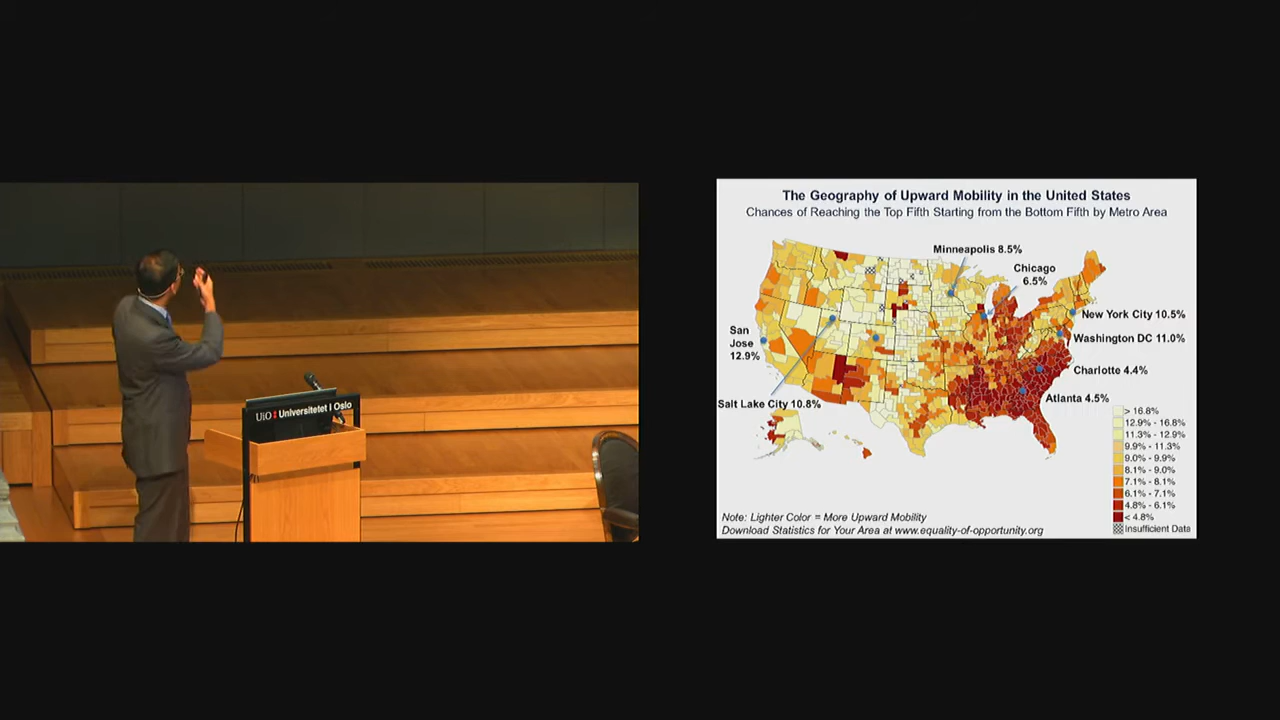 UiO Universitetet i Oslo
The Geography of Upward Mobility in the United States
Chances of Reaching the Top Fifth Starting from the Bottom Fifth by Metro Area
Minneapolis 8.5%
Chicago
6.5%
New York City 10.5%
San
Jose
12.9%
Washington DC 11.0%
Charlotte 4.4%
Salt Lake City 10.8%
Atlanta 4.5%
> 16.8%
12.9% - 16.8%
11.3% - 12.9%
9.9% - 11.3%
9.0% - 9.9%
8.1% - 9.0%
7.1% - 8.1%
6.1% - 7.1%
4.8% - 6.1%
< 4.8%
Insufficient Data
Note: Lighter Color = More Upward Mobility
Download Statistics for Your Area at www.equality-of-opportunity.org